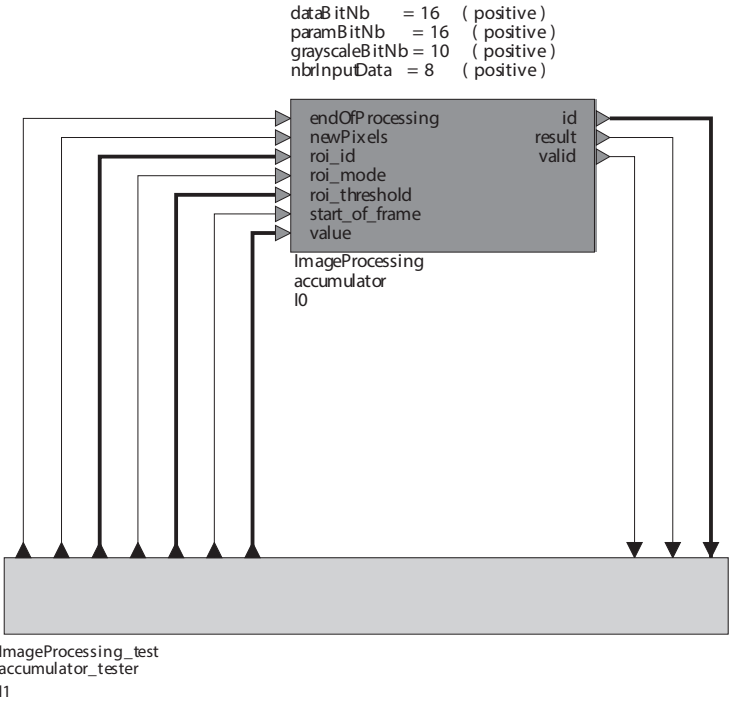 dataBitNb = 16 ( positive )
paramBitNb = 16 ( positive )
grayscaleBitNb = 10 ( positive )
nbrInputData = 8 ( positive )
endOfProcessing id
newPixels result
roi_id valid
roi_mode
roi_threshold
start_of_frame
value
ImageProcessing
accumulator
I0
ImageProcessing_test
accumulator_tester
I1